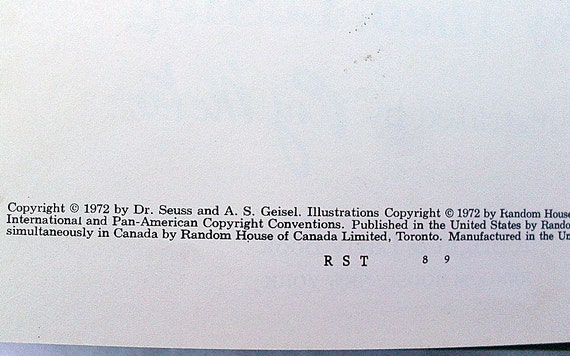 Copyright © 1972 by Dr. Seuss and A. S. Geisel. Illustrations Copyright © 1972 by Random House
International and Pan-American Copyright Conventions. Published in the United States by Rando
simultaneously in Canada by Random House of Canada Limited, Toronto. Manufactured in the Un
R S T 8 9